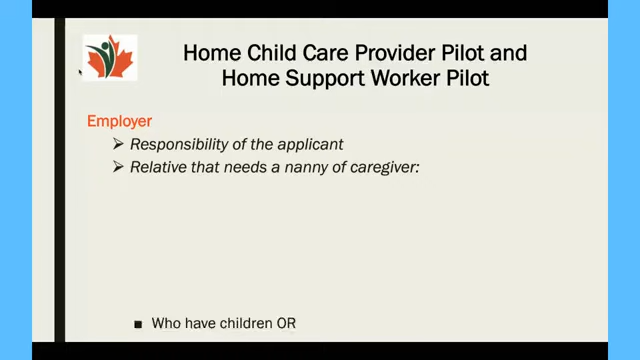 Home Child Care Provider Pilot and
Home Support Worker Pilot
Employer
Responsibility of the applicant
Relative that needs a nanny of caregiver:
Who have children OR